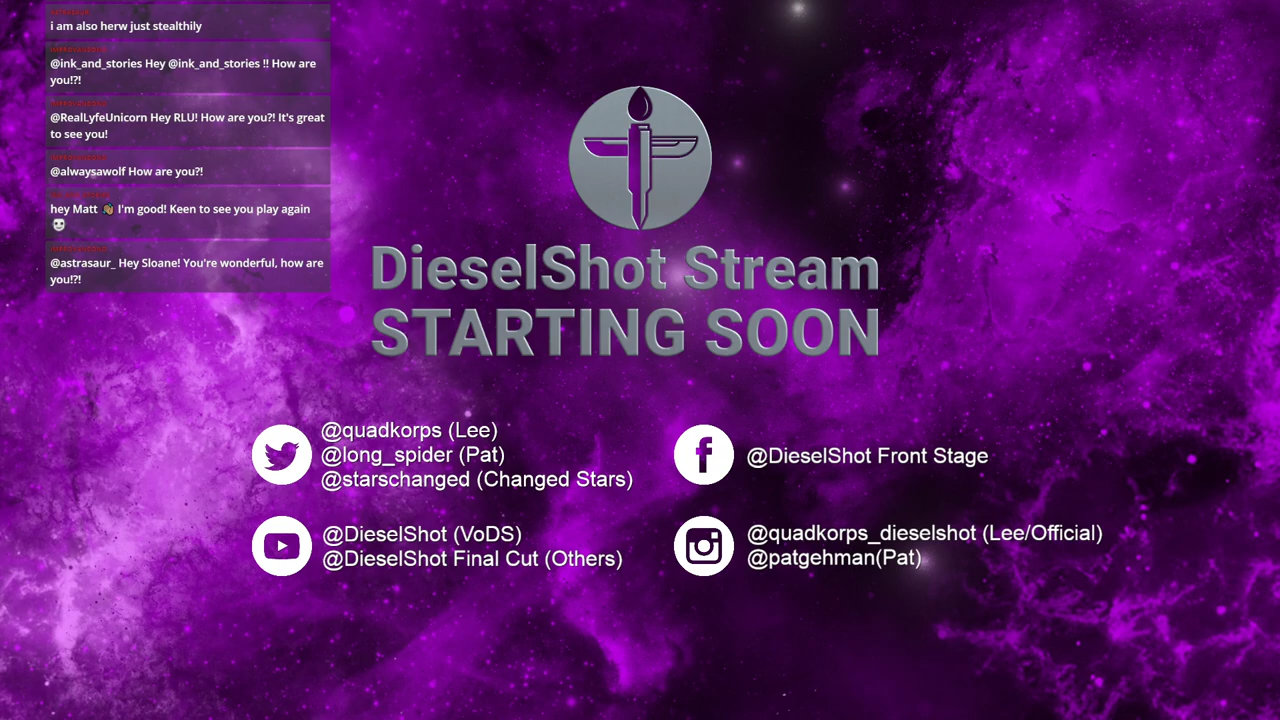 i am also herw just stealthily
@ink_and_stories Hey @ink_and_stories !! How are
you!?!
@RealLyfeUnicorn Hey RLU! How are you?! It's great
to see you!
@alwaysawolf How are you?!
hey Matt 👋 I'm good! Keen to see you play again
@astrasaur_ Hey Sloane! You're wonderful, how are
you!?!
DieselShot Stream
STARTING SOON
@quadkorps (Lee)
@long_spider (Pat)
@starschanged (Changed Stars)
@DieselShot Front Stage
@DieselShot (VoDS)
@DieselShot Final Cut (Others)
@quadkorps_dieselshot (Lee/Official)
@patgehman(Pat)